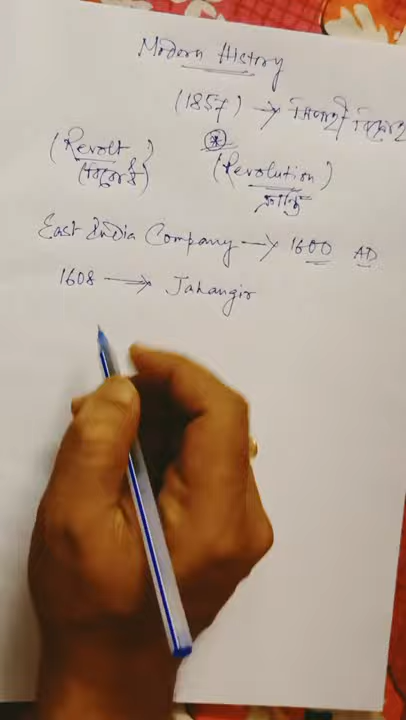 Modern History
(1857) → सिपाही विद्रोह
(Revolt) (Revolution)
(विद्रोह) क्रान्ति
East India Company → 1600 AD
1608 → Jahangir